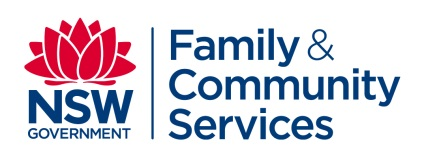 NSW
GOVERNMENT
Family &
Community
Services